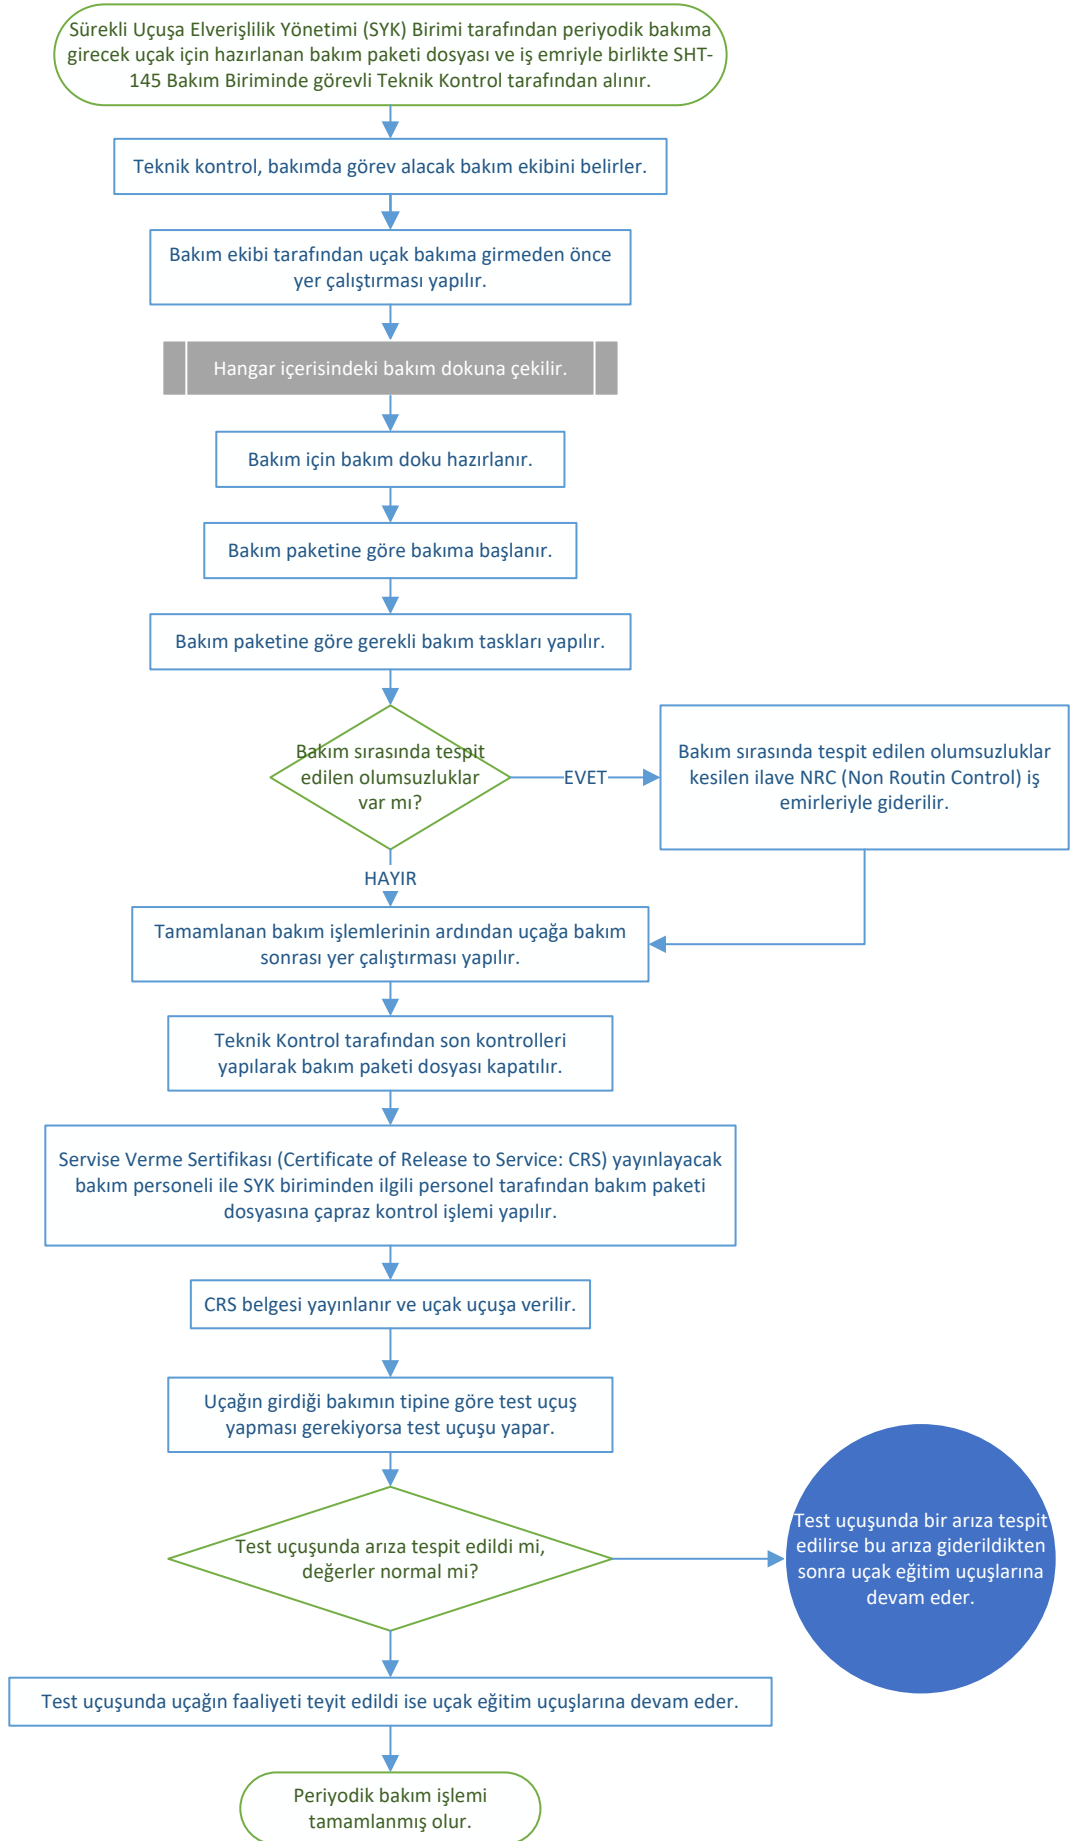 Sürekli Uçuşa Elverişlilik Yönetimi (SYK) Birimi tarafından periyodik bakıma
girecek uçak için hazırlanan bakım paketi dosyası ve iş emriyle birlikte SHT-
145 Bakım Biriminde görevli Teknik Kontrol tarafından alınır.
Teknik kontrol, bakımda görev alacak bakım ekibini belirler.
Bakım ekibi tarafından uçak bakıma girmeden önce
yer çalıştırması yapılır.
Hangar içerisindeki bakım dokuna çekilir.
Bakım için bakım doku hazırlanır.
Bakım paketine göre bakıma başlanır.
Bakım paketine göre gerekli bakım taskları yapılır.
Bakım sırasında tespit
edilen olumsuzluklar
var mı?
EVET
Bakım sırasında tespit edilen olumsuzluklar
kesilen ilave NRC (Non Routin Control) iş
emirleriyle giderilir.
HAYIR
Tamamlanan bakım işlemlerinin ardından uçağa bakım
sonrası yer çalıştırması yapılır.
Teknik Kontrol tarafından son kontrolleri
yapılarak bakım paketi dosyası kapatılır.
Servise Verme Sertifikası (Certificate of Release to Service: CRS) yayınlayacak
bakım personeli ile SYK biriminden ilgili personel tarafından bakım paketi
dosyasına çapraz kontrol işlemi yapılır.
CRS belgesi yayınlanır ve uçak uçuşa verilir.
Uçağın girdiği bakımın tipine göre test uçuş
yapması gerekiyorsa test uçuşu yapar.
Test uçuşunda arıza tespit edildi mi,
değerler normal mi?
Test uçuşunda bir arıza tespit
edilirse bu arıza giderildikten
sonra uçak eğitim uçuşlarına
devam eder.
Test uçuşunda uçağın faaliyeti teyit edildi ise uçak eğitim uçuşlarına devam eder.
Periyodik bakım işlemi
tamamlanmış olur.